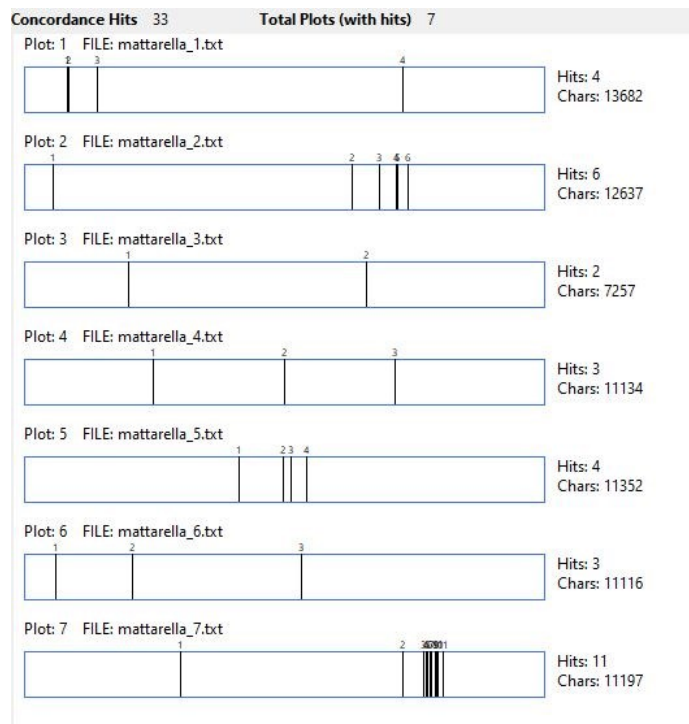 Concordance Hits 33 Total Plots (with hits) 7
Plot: 1 FILE: mattarella_1.txt
2 3 4
Hits: 4
Chars: 13682
Plot: 2 FILE: mattarella_2.txt
1 2 3 6
Hits: 6
Chars: 12637
Plot: 3 FILE: mattarella_3.txt
1 2
Hits: 2
Chars: 7257
Plot: 4 FILE: mattarella_4.txt
1 2 3
Hits: 3
Chars: 11134
Plot: 5 FILE: mattarella_5.txt
1 2 3 4
Hits: 4
Chars: 11352
Plot: 6 FILE: mattarella_6.txt
1 2 3
Hits: 3
Chars: 11116
Plot: 7 FILE: mattarella_7.txt
1 2
Hits: 11
Chars: 11197